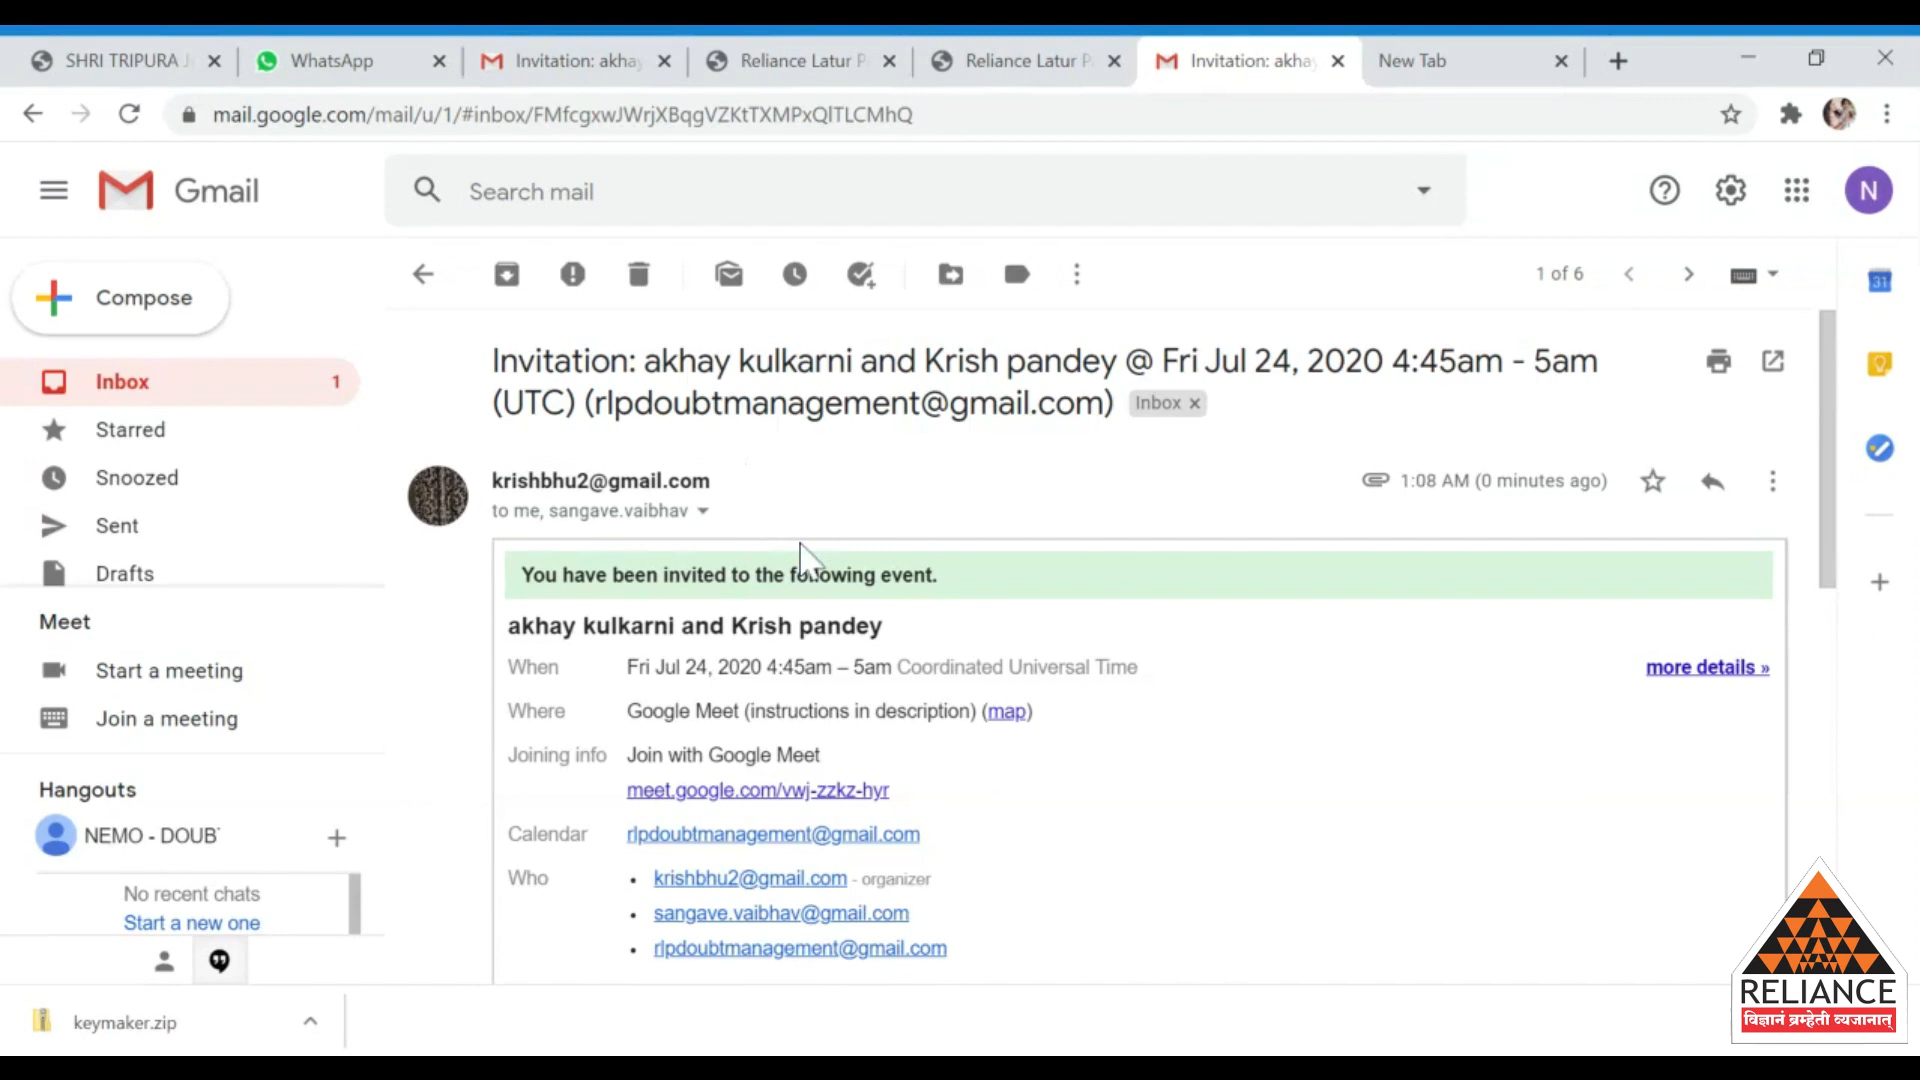 SHRI TRIPURA J
WhatsApp
Invitation: akha
Reliance Latur P
Reliance Latur P
Invitation: akha
New Tab
mail.google.com/mail/u/1/#inbox/FMfcgxwJWrjXBqgVZKtTXMPxQlTLCMhQ
Gmail
Search mail
N
Compose
1 of 6
31
Inbox 1
Starred
Snoozed
Sent
Drafts
Meet
Start a meeting
Join a meeting
Hangouts
NEMO - DOUBT
No recent chats
Start a new one
Invitation: akhay kulkarni and Krish pandey @ Fri Jul 24, 2020 4:45am - 5am
(UTC) (rlpdoubtmanagement@gmail.com) Inbox
krishbhu2@gmail.com
1:08 AM (0 minutes ago)
to me, sangave.vaibhav
You have been invited to the following event.
akhay kulkarni and Krish pandey
When Fri Jul 24, 2020 4:45am – 5am Coordinated Universal Time
more details »
Where Google Meet (instructions in description) (map)
Joining info Join with Google Meet
meet.google.com/vwj-zzkz-hyr
Calendar rlpdoubtmanagement@gmail.com
Who • krishbhu2@gmail.com - organizer
• sangave.vaibhav@gmail.com
• rlpdoubtmanagement@gmail.com
keymaker.zip
RELIANCE
विज्ञानं ब्रम्हेती व्यजानात्